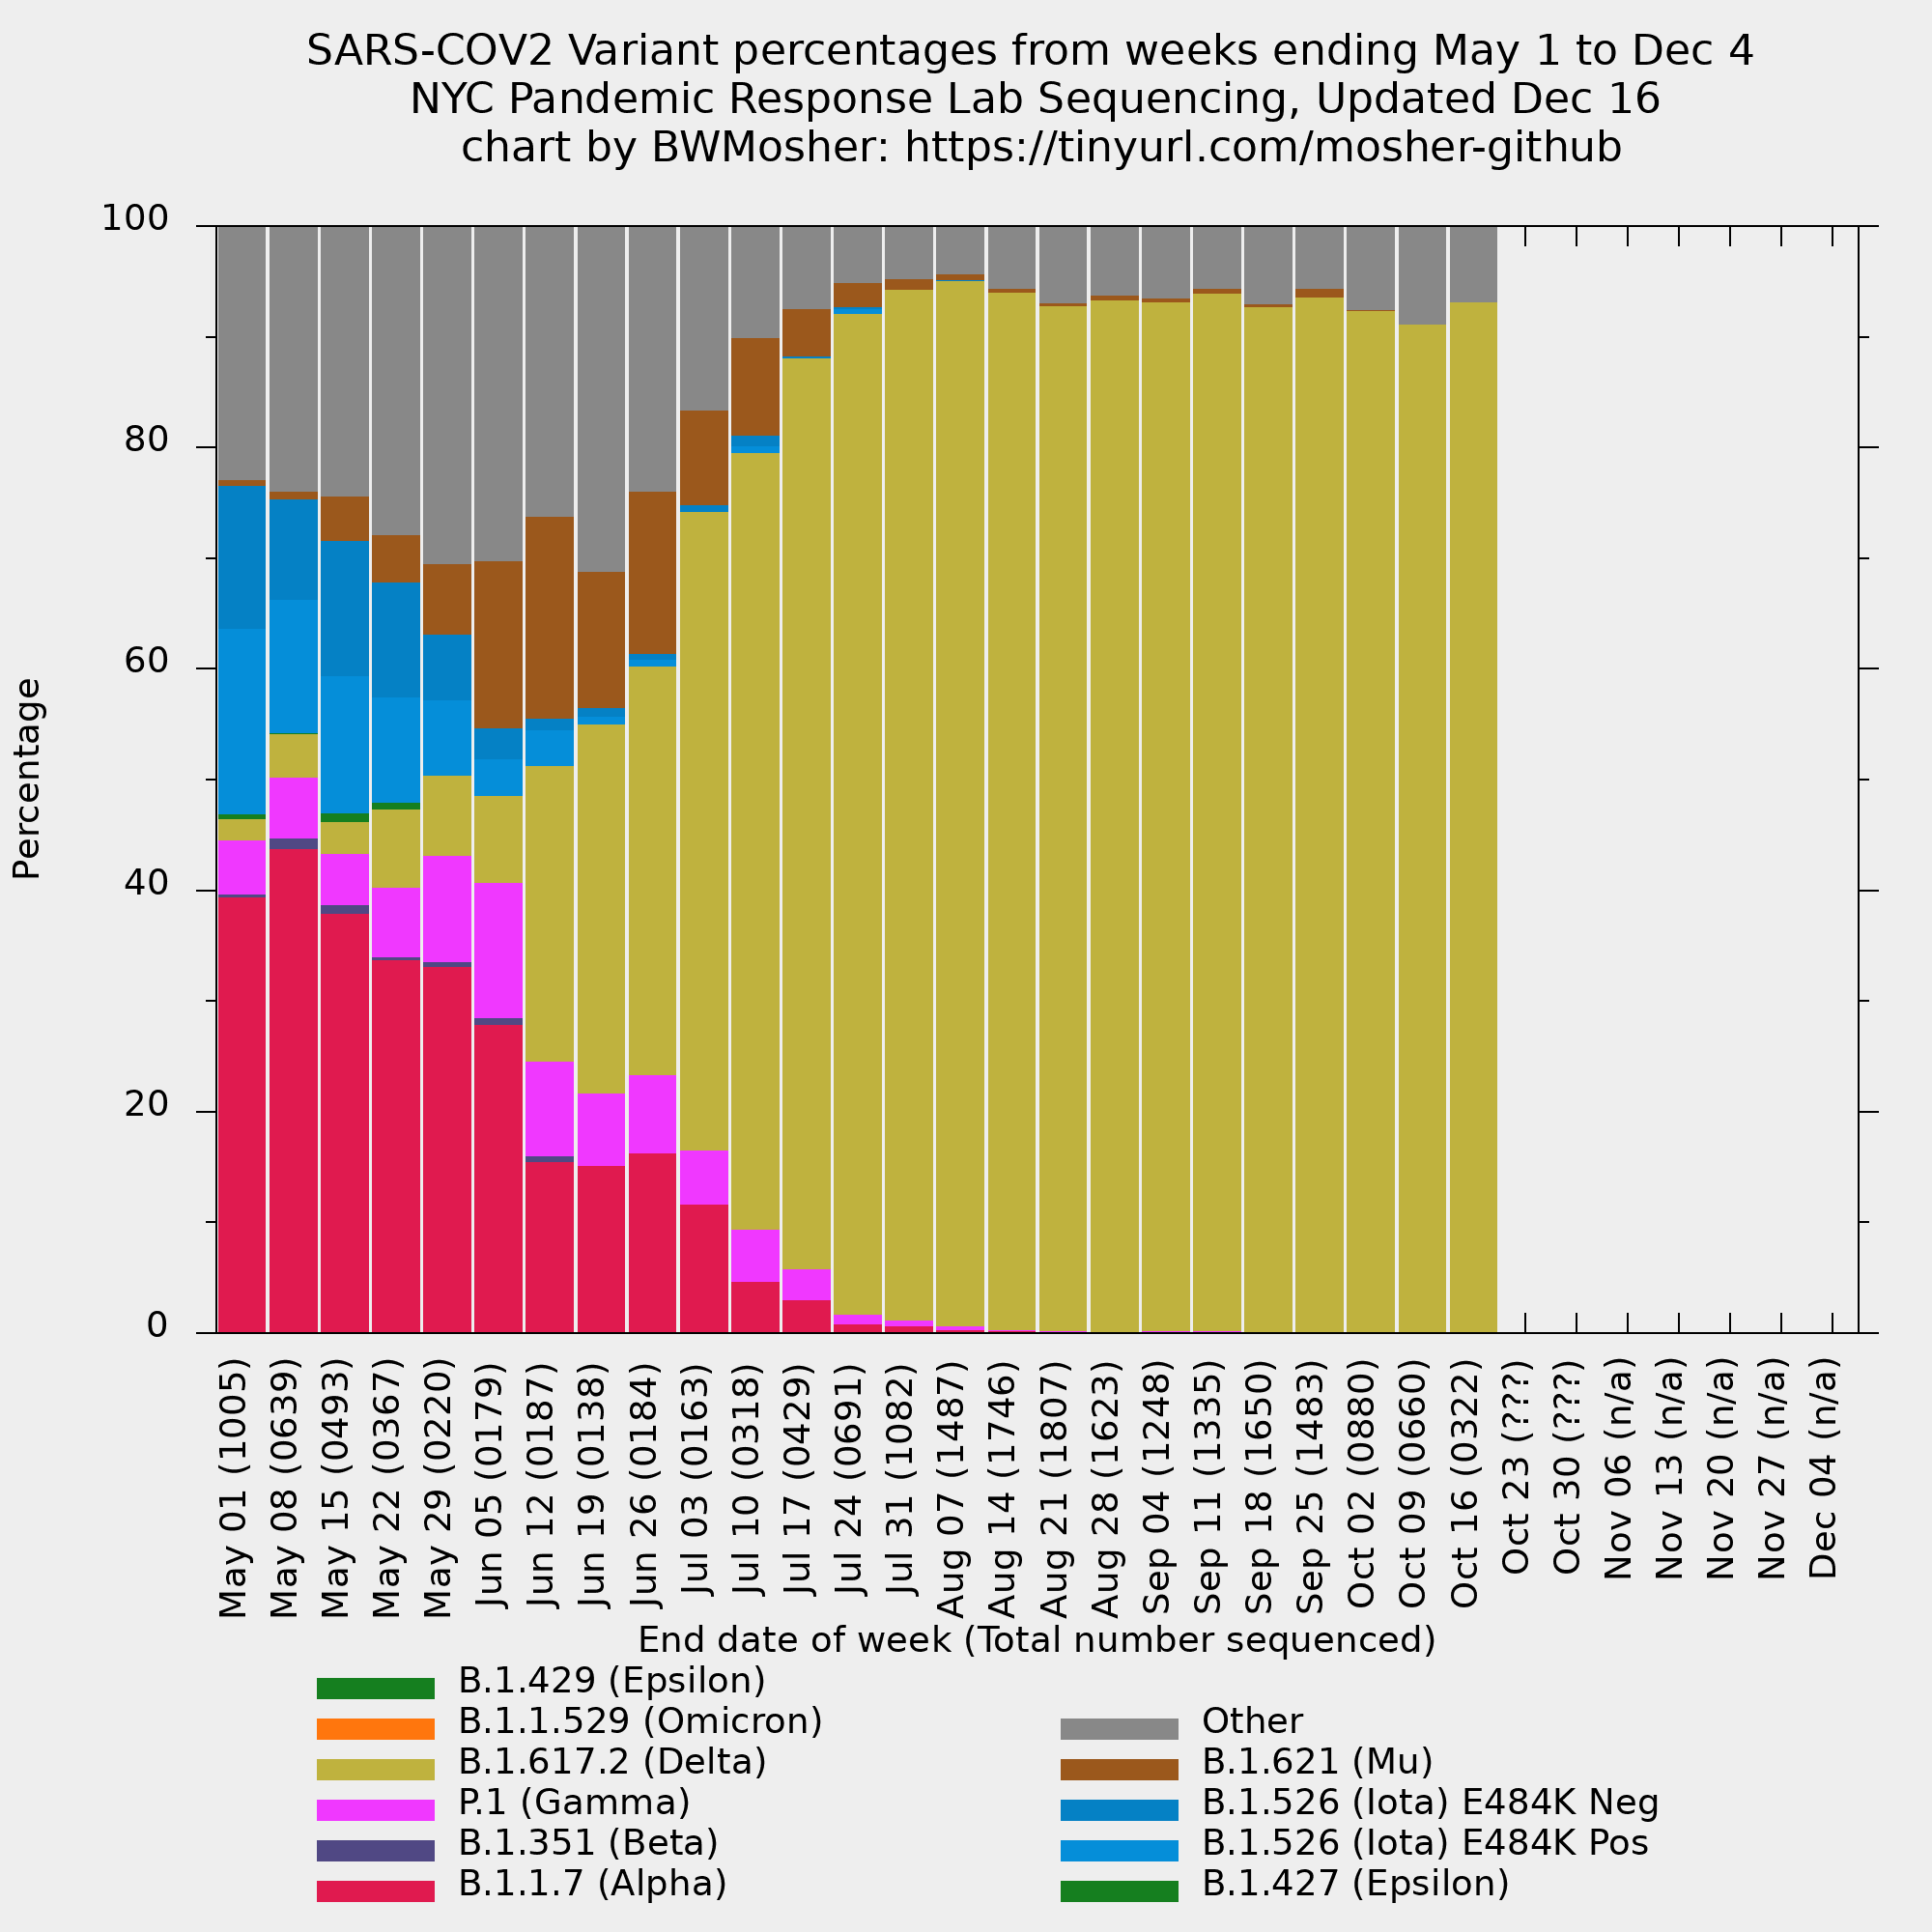 SARS-COV2 Variant percentages from weeks ending May 1 to Dec 4
NYC Pandemic Response Lab Sequencing, Updated Dec 16
chart by BWMosher: https://tinyurl.com/mosher-github
Percentage
100
80
60
40
20
0
May 01 (1005)
May 08 (0639)
May 15 (0493)
May 22 (0367)
May 29 (0220)
Jun 05 (0179)
Jun 12 (0187)
Jun 19 (0138)
Jun 26 (0184)
Jul 03 (0163)
Jul 10 (0318)
Jul 17 (0429)
Jul 24 (0691)
Jul 31 (1082)
Aug 07 (1487)
Aug 14 (1746)
Aug 21 (1807)
Aug 28 (1623)
Sep 04 (1248)
Sep 11 (1335)
Sep 18 (1650)
Sep 25 (1483)
Oct 02 (0880)
Oct 09 (0660)
Oct 16 (0322)
Oct 23 (???)
Oct 30 (???)
Nov 06 (n/a)
Nov 13 (n/a)
Nov 20 (n/a)
Nov 27 (n/a)
Dec 04 (n/a)
End date of week (Total number sequenced)
B.1.429 (Epsilon)
B.1.1.529 (Omicron)
B.1.617.2 (Delta)
P.1 (Gamma)
B.1.351 (Beta)
B.1.1.7 (Alpha)
Other
B.1.621 (Mu)
B.1.526 (Iota) E484K Neg
B.1.526 (Iota) E484K Pos
B.1.427 (Epsilon)